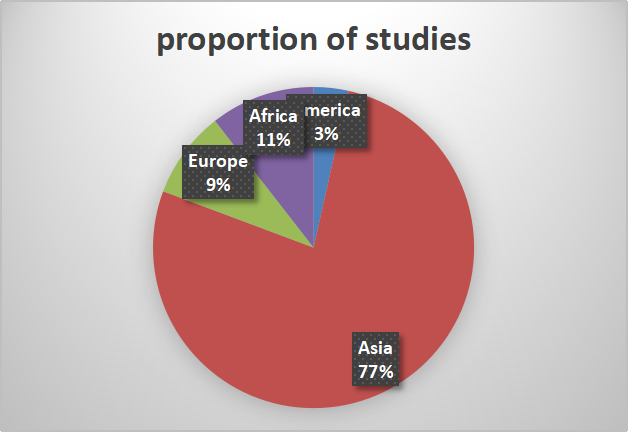 proportion of studies
merica
3%
Africa
11%
Europe
9%
Asia
77%